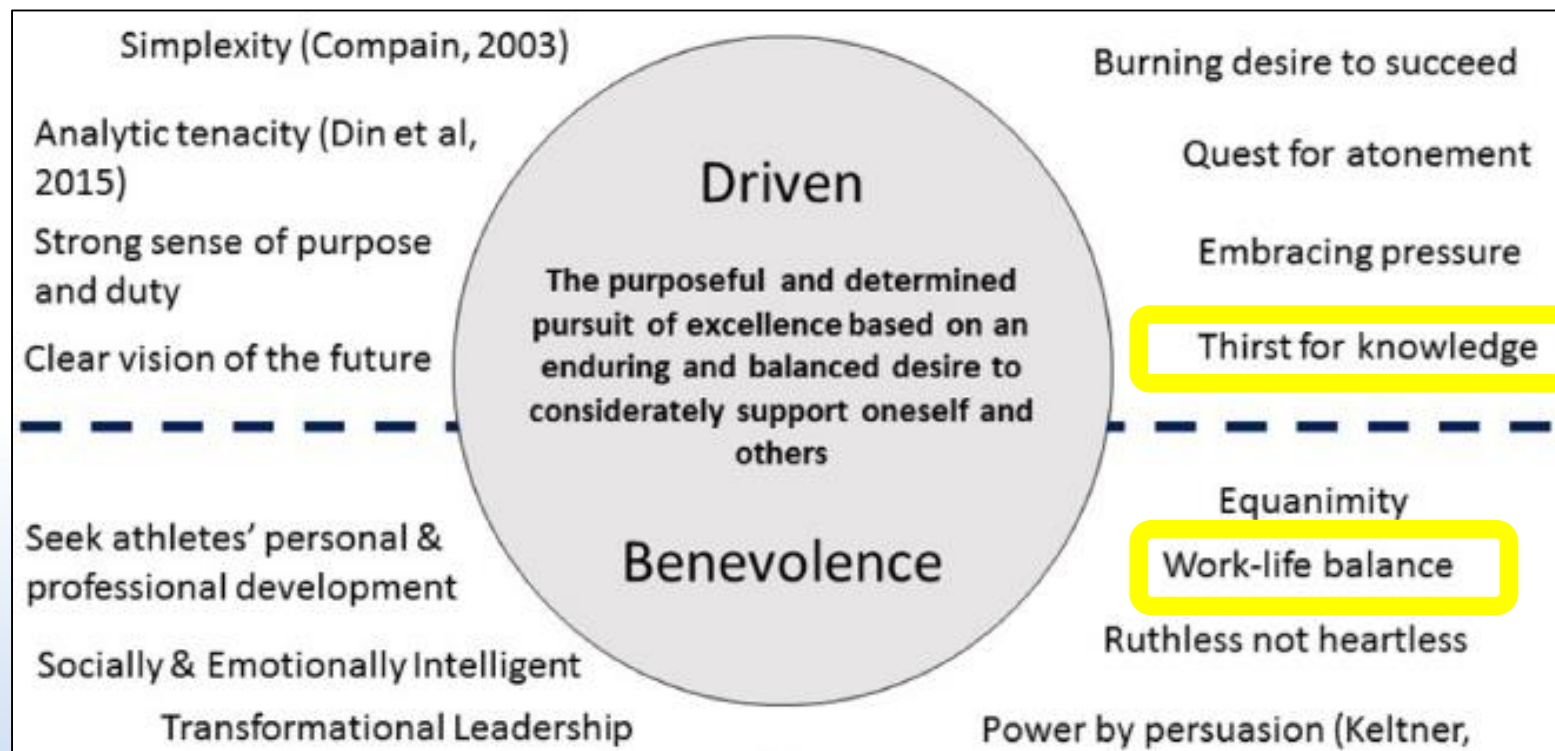 Simplexity (Compain, 2003)
Analytic tenacity (Din et al,
2015)
Strong sense of purpose
and duty
Clear vision of the future
Driven
The purposeful and determined
pursuit of excellence based on an
enduring and balanced desire to
considerately support oneself and
others
Benevolence
Burning desire to succeed
Quest for atonement
Embracing pressure
Thirst for knowledge
Seek athletes’ personal &
professional development
Socially & Emotionally Intelligent
Transformational Leadership
Equanimity
Work-life balance
Ruthless not heartless
Power by persuasion (Keltner,